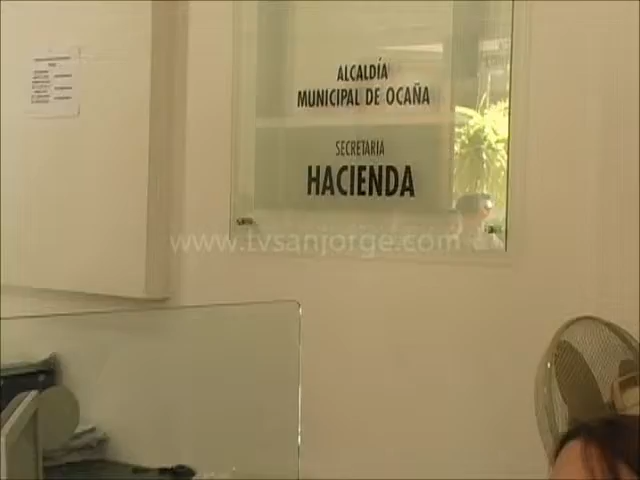 ALCALDÍA
MUNICIPAL DE OCAÑA
SECRETARIA
HACIENDA
www.tvsanjorge.com